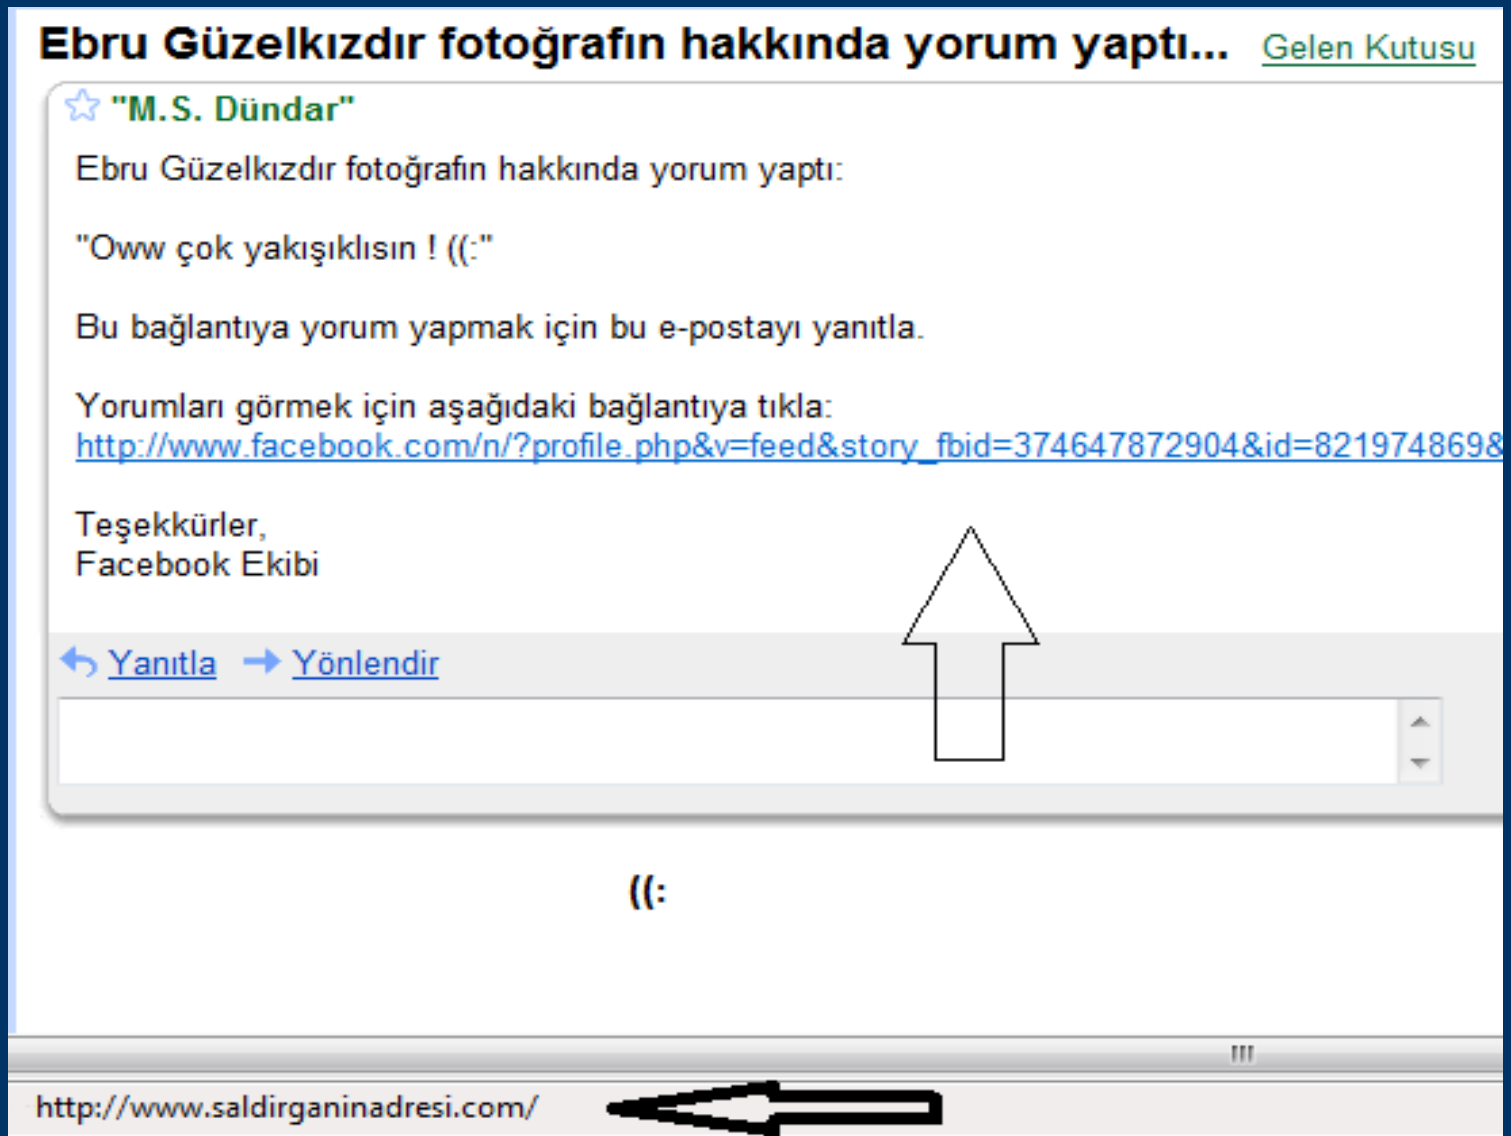 Ebru Güzelkızdır fotoğrafın hakkında yorum yaptı... Gelen Kutusu
"M.S. Dündar"
Ebru Güzelkızdır fotoğrafın hakkında yorum yaptı:
"Oww çok yakışıklısın ! ((:"
Bu bağlantıya yorum yapmak için bu e-postayı yanıtla.
Yorumları görmek için aşağıdaki bağlantıya tıkla:
http://www.facebook.com/n/?profile.php&v=feed&story_fbid=374647872904&id=821974869&
Teşekkürler,
Facebook Ekibi
Yanıtla Yönlendir
((:
http://www.saldirganinadresi.com/